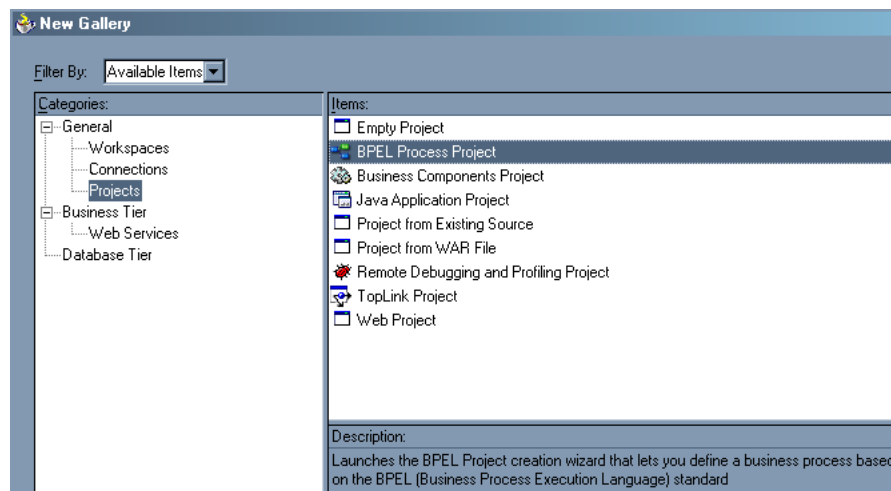 New Gallery
Filter By: Available Items
Categories:
General
Workspaces
Connections
Projects
Business Tier
Web Services
Database Tier
Items:
Empty Project
BPEL Process Project
Business Components Project
Java Application Project
Project from Existing Source
Project from WAR File
Remote Debugging and Profiling Project
TopLink Project
Web Project
Description:
Launches the BPEL Project creation wizard that lets you define a business process based
on the BPEL (Business Process Execution Language) standard